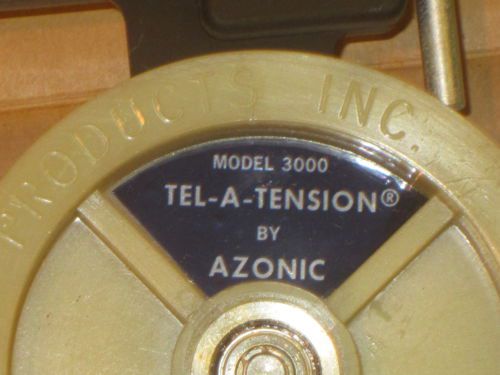 PRODUCTS INC.
MODEL 3000
TEL-A-TENSION®
BY
AZONIC